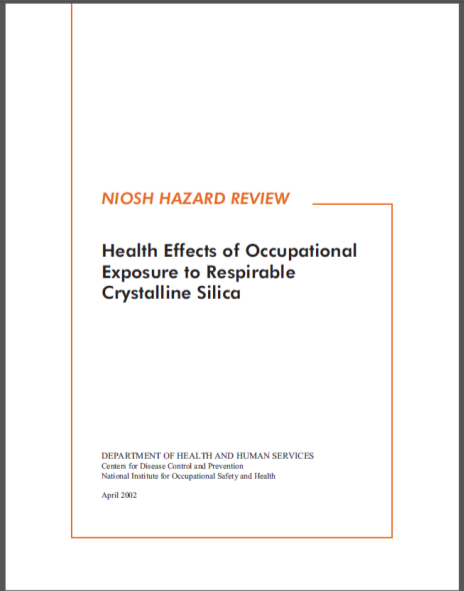 NIOSH HAZARD REVIEW
Health Effects of Occupational
Exposure to Respirable
Crystalline Silica
DEPARTMENT OF HEALTH AND HUMAN SERVICES
Centers for Disease Control and Prevention
National Institute for Occupational Safety and Health
April 2002